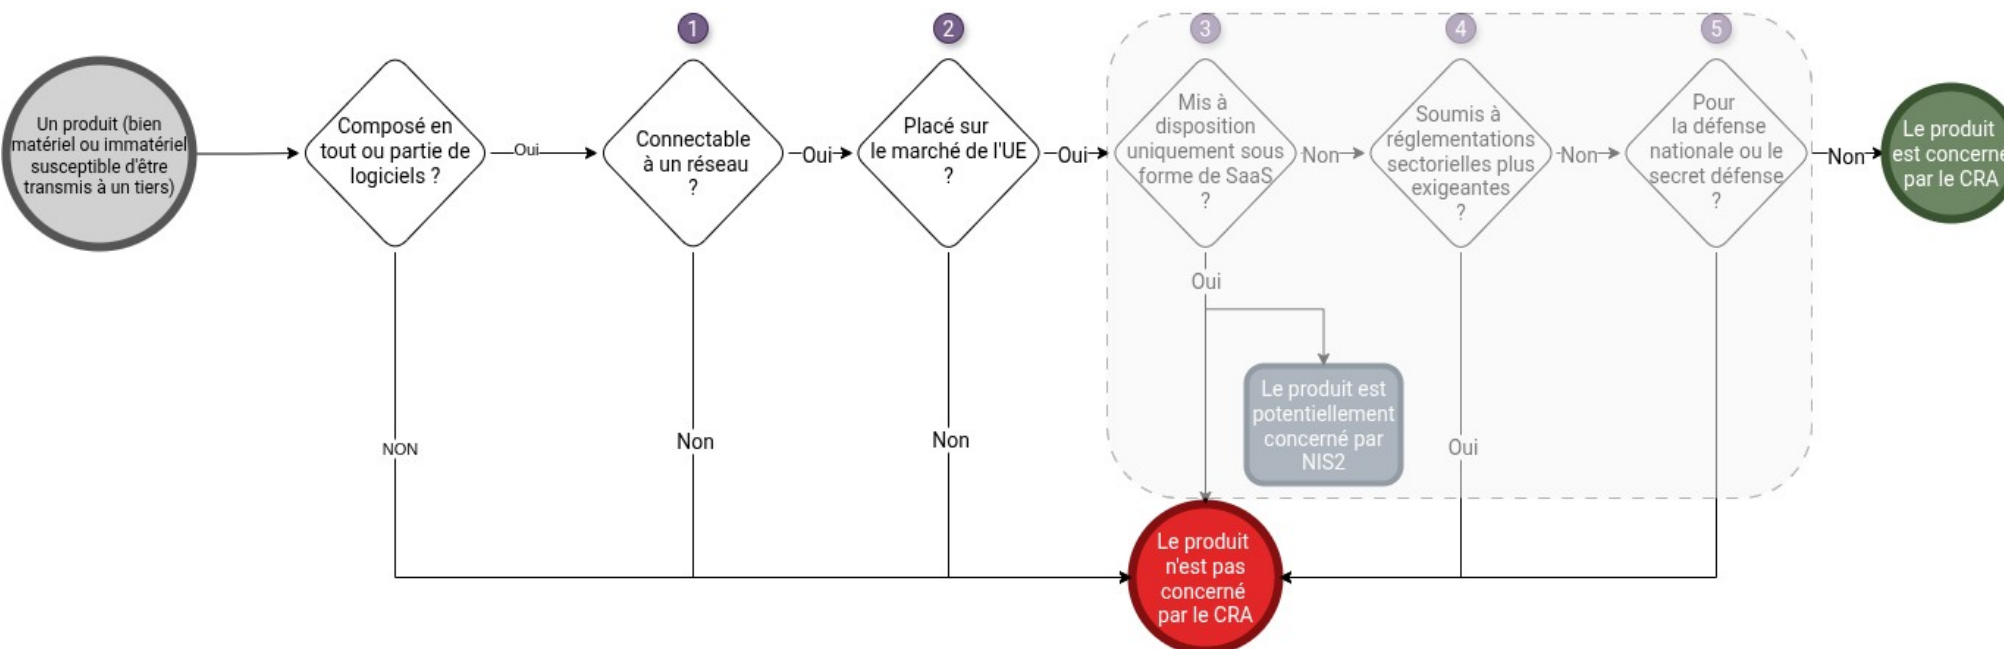 1
2
3
4
5
Un produit (bien
matériel ou immatériel
susceptible d'être
transmis à un tiers)
Composé en
tout ou partie de
logiciels ?
Oui
Connectable
à un réseau
?
Oui
Placé sur
le marché de l'UE
?
Oui
Mis à
disposition
uniquement sous
forme de SaaS
?
Non
Soumis à
réglementations
sectorielles plus
exigeantes
?
Non
Pour
la défense
nationale ou le
secret défense
?
Non
Le produit
est concerné
par le CRA
Oui
Le produit est
potentiellement
concerné par
NIS2
NON
Non
Non
Oui
Le produit
n'est pas
concerné
par le CRA